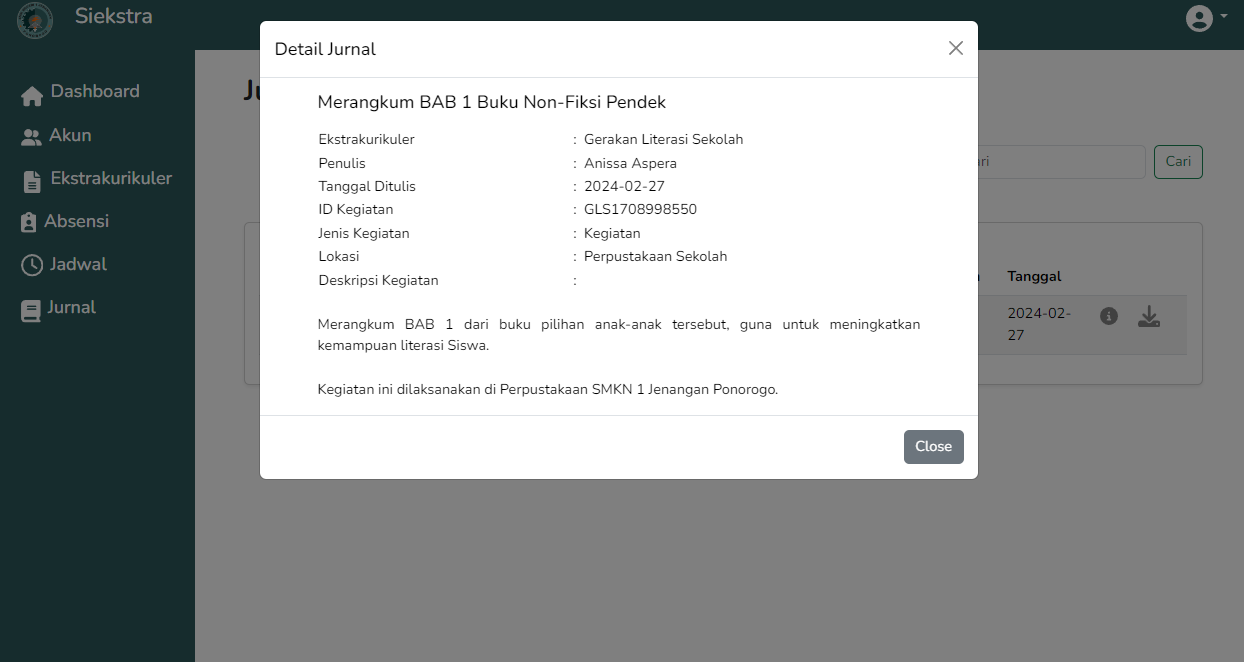 Siekstra
Dashboard
Akun
Ekstrakurikuler
Absensi
Jadwal
Jurnal
Detail Jurnal
Merangkum BAB 1 Buku Non-Fiksi Pendek
Ekstrakurikuler : Gerakan Literasi Sekolah
Penulis : Anissa Aspera
Tanggal Ditulis : 2024-02-27
ID Kegiatan : GLS1708998550
Jenis Kegiatan : Kegiatan
Lokasi : Perpustakaan Sekolah
Deskripsi Kegiatan :
Merangkum BAB 1 dari buku pilihan anak-anak tersebut, guna untuk meningkatkan
kemampuan literasi Siswa.
Kegiatan ini dilaksanakan di Perpustakaan SMKN 1 Jenangan Ponorogo.
Close
Cari
Tanggal
2024-02-
27